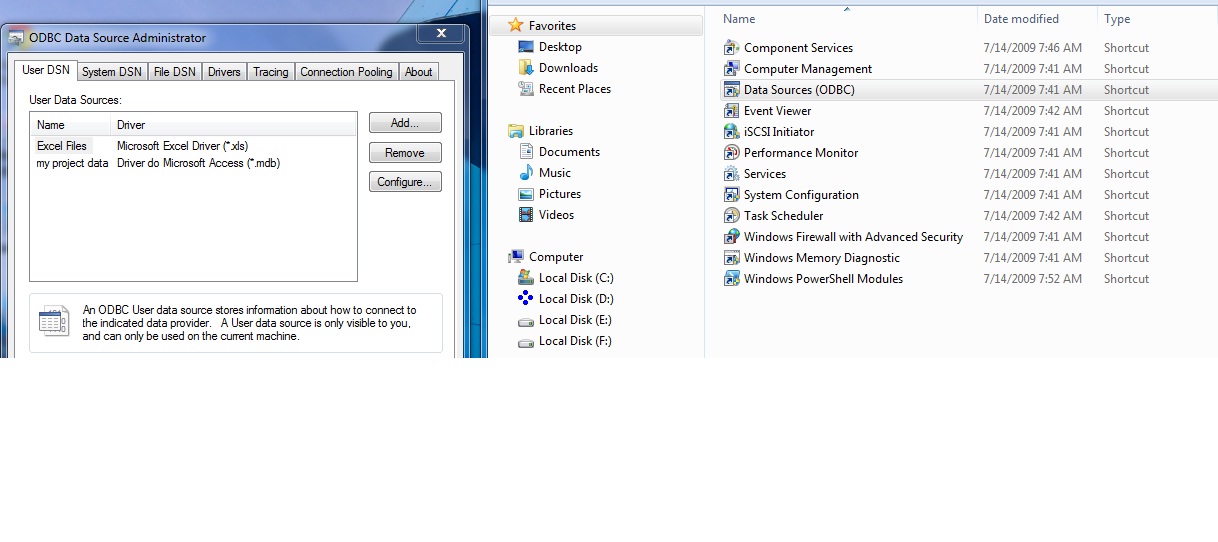 ODBC Data Source Administrator
x
User DSN System DSN File DSN Drivers Tracing Connection Pooling About
User Data Sources:
Name Driver
Excel Files Microsoft Excel Driver (*.xls)
my project data Driver do Microsoft Access (*.mdb)
Add...
Remove
Configure...
An ODBC User data source stores information about how to connect to
the indicated data provider. A User data source is only visible to you,
and can only be used on the current machine.
Favorites
Desktop
Downloads
Recent Places
Libraries
Documents
Music
Pictures
Videos
Computer
Local Disk (C:)
Local Disk (D:)
Local Disk (E:)
Local Disk (F:)
Name Date modified Type
Component Services 7/14/2009 7:46 AM Shortcut
Computer Management 7/14/2009 7:41 AM Shortcut
Data Sources (ODBC) 7/14/2009 7:41 AM Shortcut
Event Viewer 7/14/2009 7:42 AM Shortcut
iSCSI Initiator 7/14/2009 7:41 AM Shortcut
Performance Monitor 7/14/2009 7:41 AM Shortcut
Services 7/14/2009 7:41 AM Shortcut
System Configuration 7/14/2009 7:41 AM Shortcut
Task Scheduler 7/14/2009 7:42 AM Shortcut
Windows Firewall with Advanced Security 7/14/2009 7:41 AM Shortcut
Windows Memory Diagnostic 7/14/2009 7:41 AM Shortcut
Windows PowerShell Modules 7/14/2009 7:52 AM Shortcut